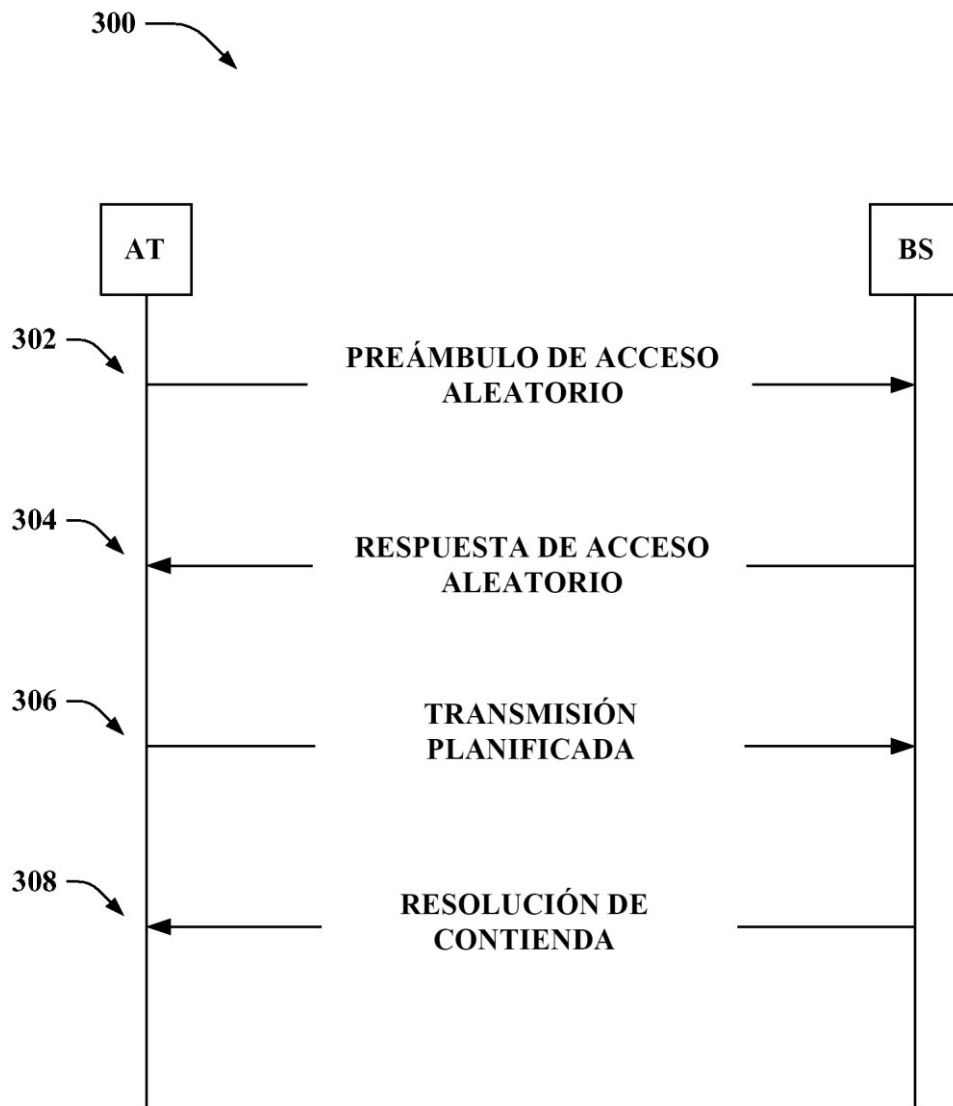 300
AT
BS
302
PREÁMBULO DE ACCESO
ALEATORIO
304
RESPUESTA DE ACCESO
ALEATORIO
306
TRANSMISIÓN
PLANIFICADA
308
RESOLUCIÓN DE
CONTIENDA